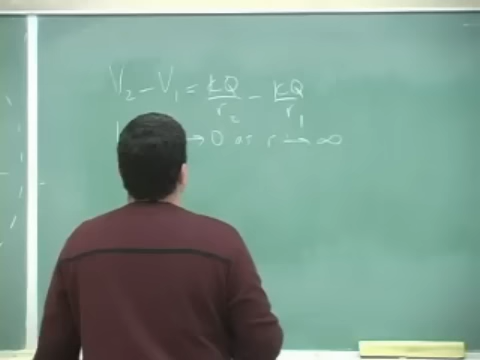 V₂ - V₁ = kQ/r₂ - kQ/r₁
→ 0 as r → ∞